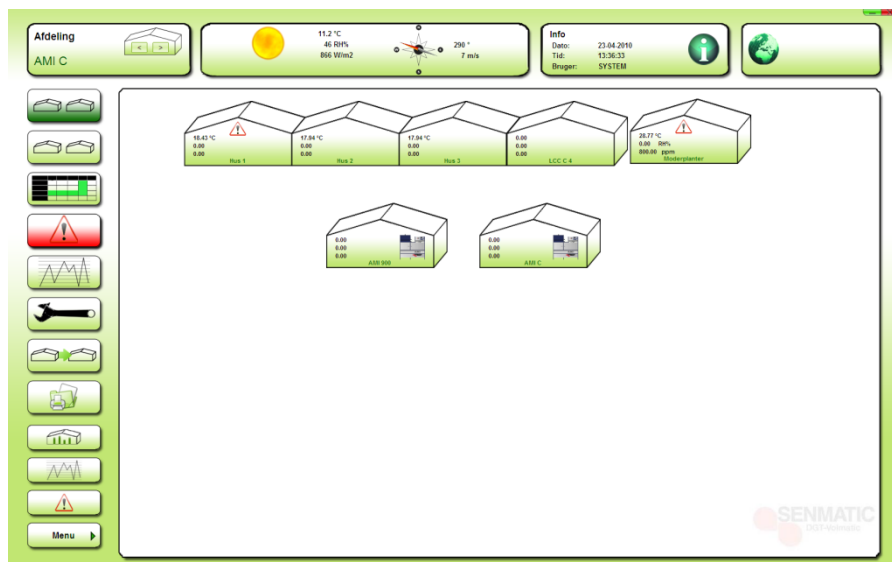 Afdeling
AMI C
< >
11.2 °C
46 RH%
866 W/m2
290 °
7 m/s
Info
Dato: 23-04-2010
Tid: 13:36:33
Bruger: SYSTEM
18.43 °C
0.00
0.00
Hus 1
17.94 °C
0.00
0.00
Hus 2
17.94 °C
0.00
0.00
Hus 3
0.00
0.00
0.00
LCC C 4
28.77 °C
0.00 RH%
800.00 ppm
Moderplanter
0.00
0.00
0.00
AMI 900
0.00
0.00
0.00
AMI C
Menu
SENMATIC